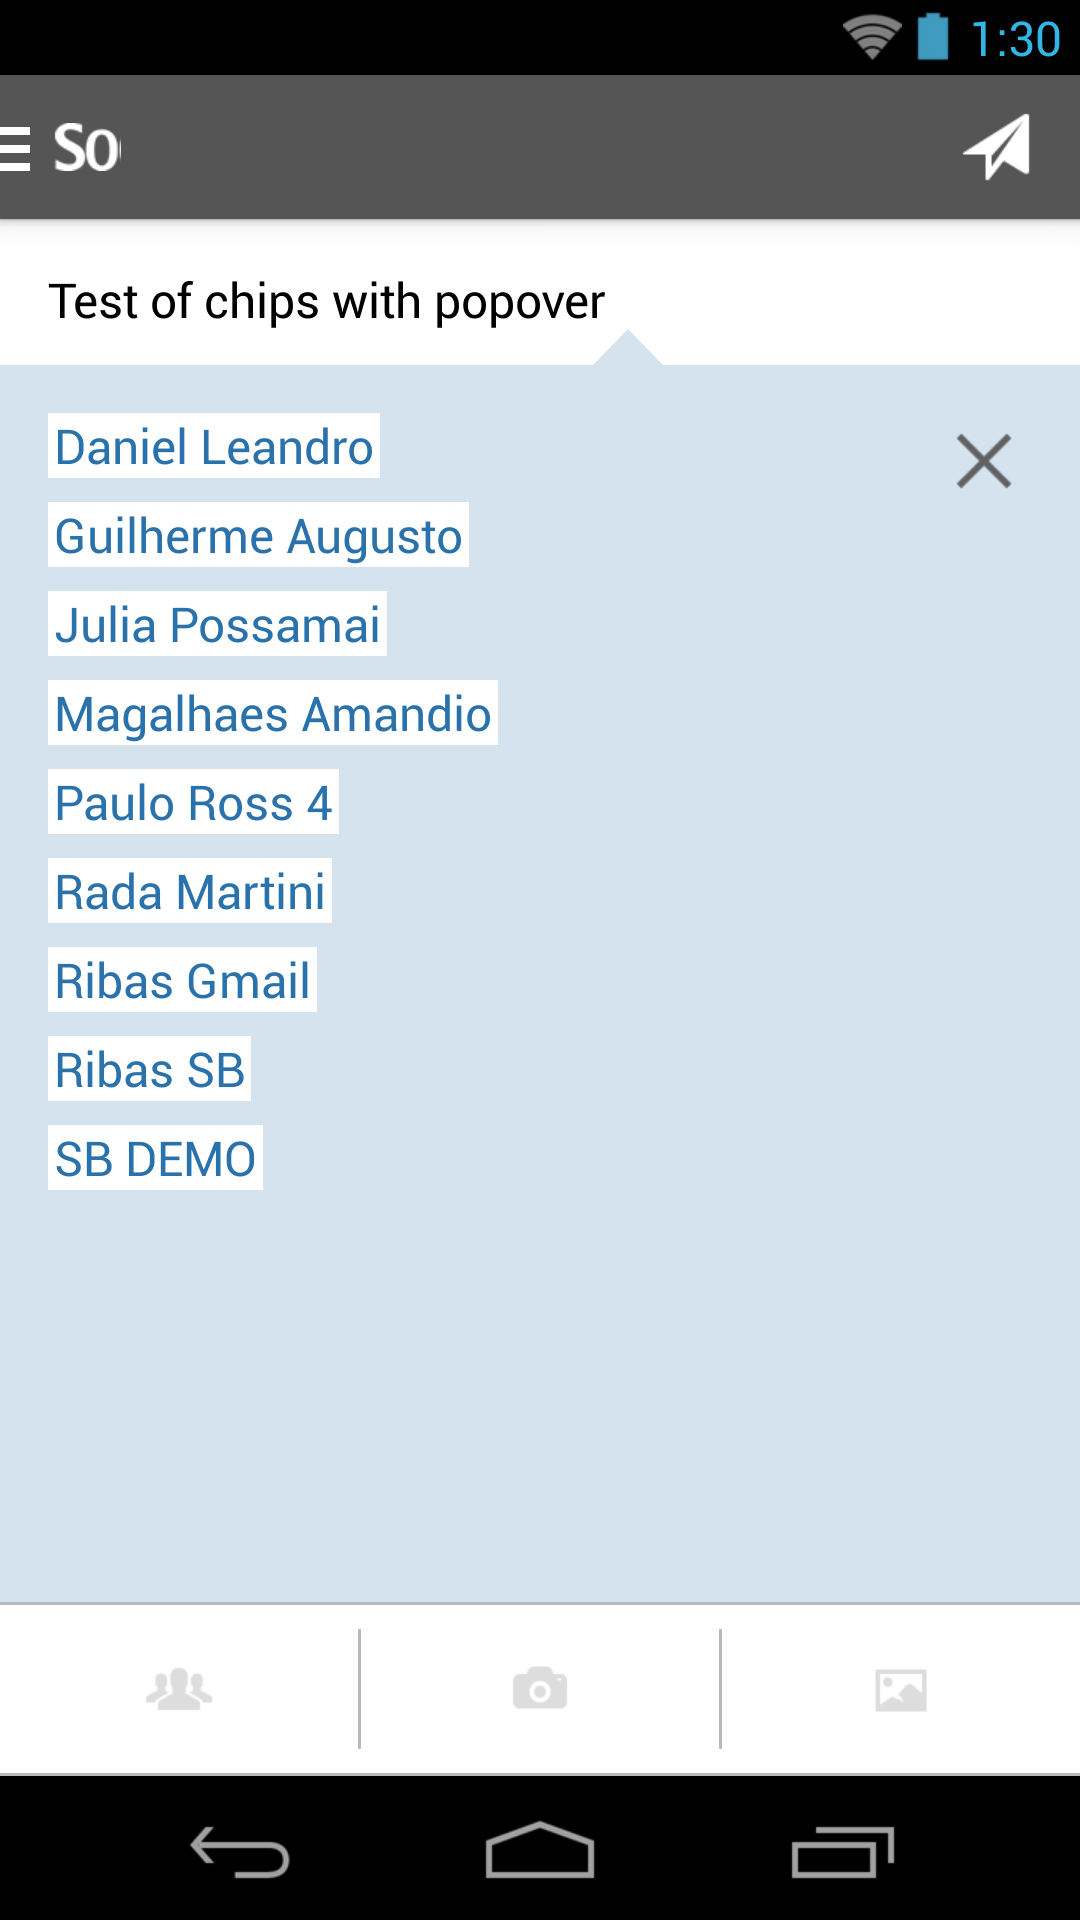 1:30
So
Test of chips with popover
Daniel Leandro
Guilherme Augusto
Julia Possamai
Magalhaes Amandio
Paulo Ross 4
Rada Martini
Ribas Gmail
Ribas SB
SB DEMO